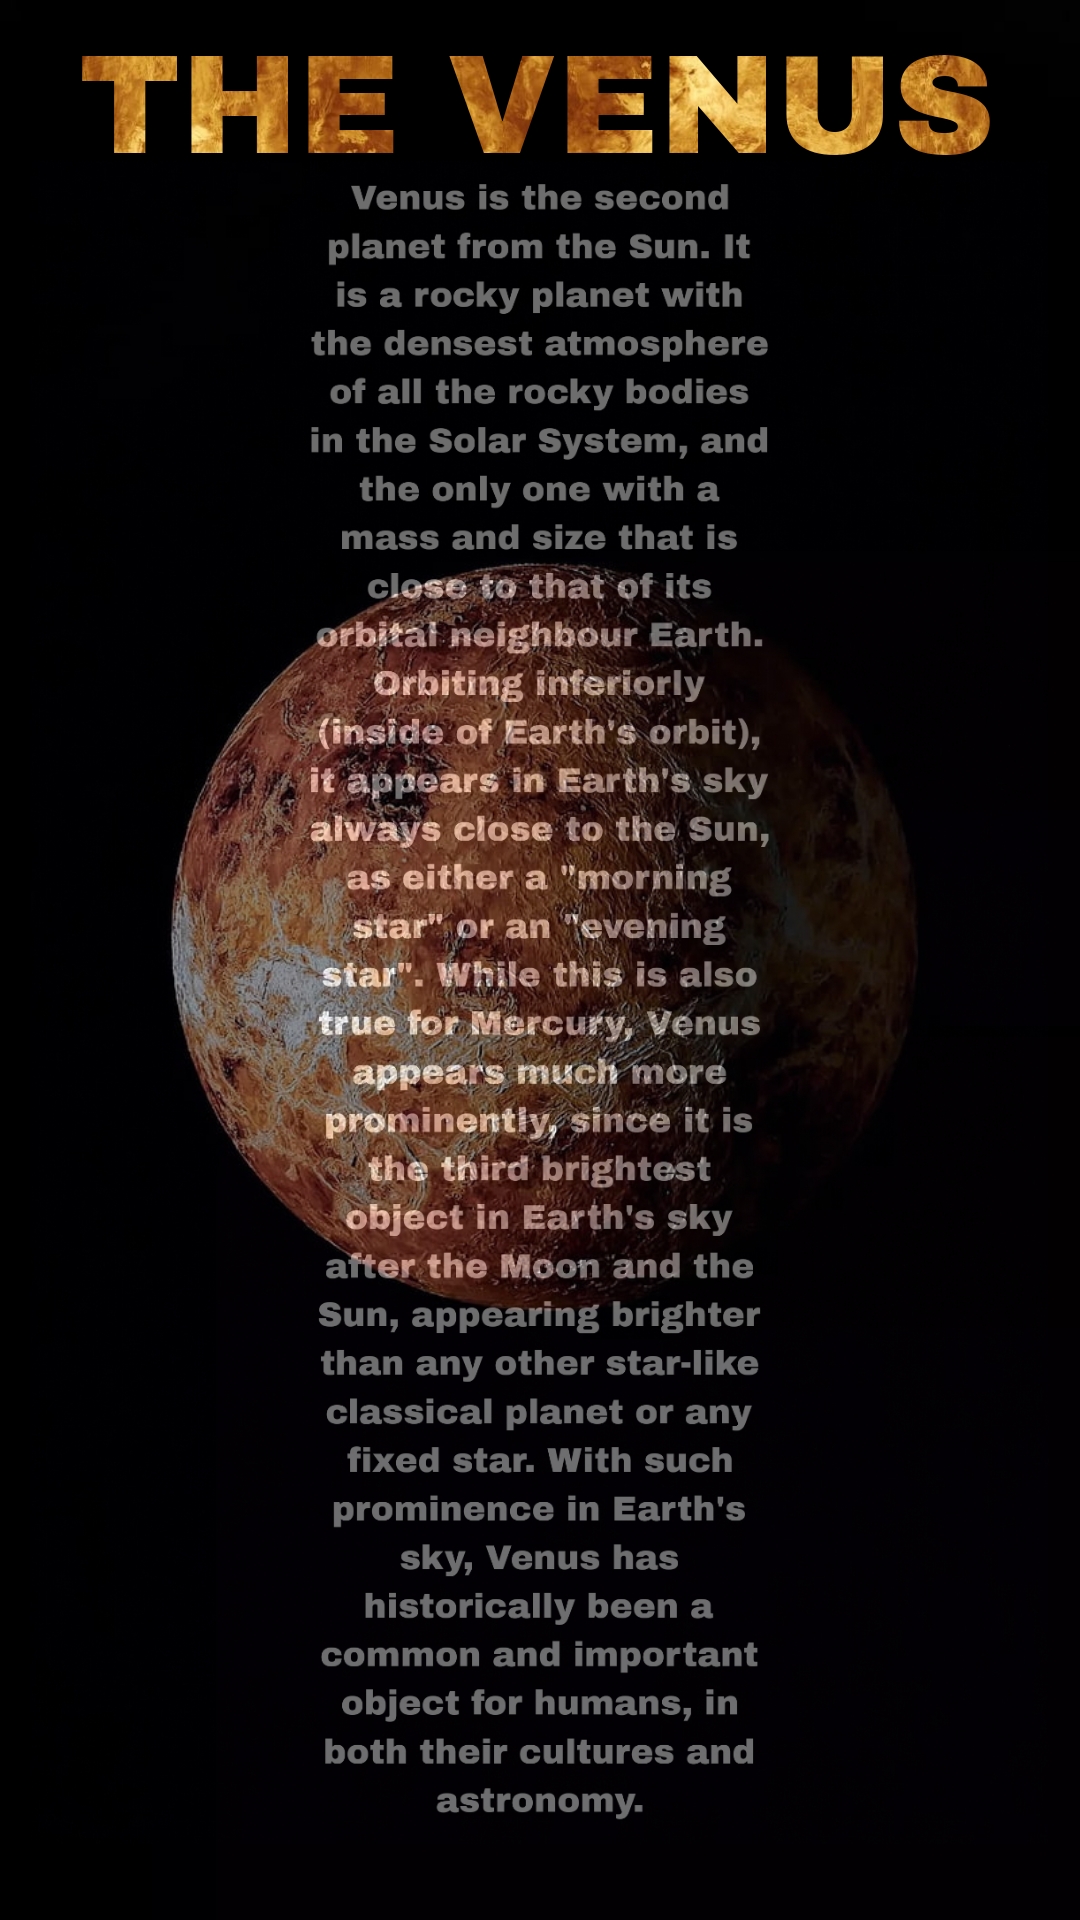 THE VENUS
Venus is the second
planet from the Sun. It
is a rocky planet with
the densest atmosphere
of all the rocky bodies
in the Solar System, and
the only one with a
mass and size that is
close to that of its
orbital neighbour Earth.
Orbiting inferiorly
(inside of Earth's orbit),
it appears in Earth's sky
always close to the Sun,
as either a "morning
star" or an "evening
star". While this is also
true for Mercury, Venus
appears much more
prominently, since it is
the third brightest
object in Earth's sky
after the Moon and the
Sun, appearing brighter
than any other star-like
classical planet or any
fixed star. With such
prominence in Earth's
sky, Venus has
historically been a
common and important
object for humans, in
both their cultures and
astronomy.